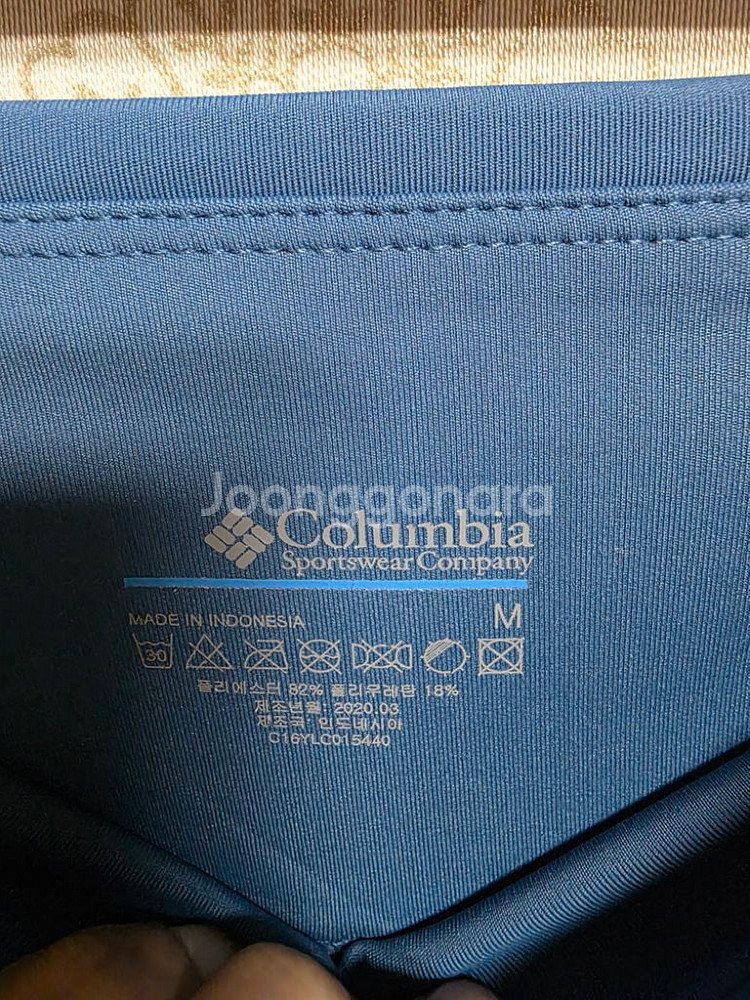 Joonggonara
Columbia
Sportswear Company
MADE IN INDONESIA M
30
폴리에스터 82% 폴리우레탄 18%
제조년월: 2020.03
제조국: 인도네시아
C16YLC015440